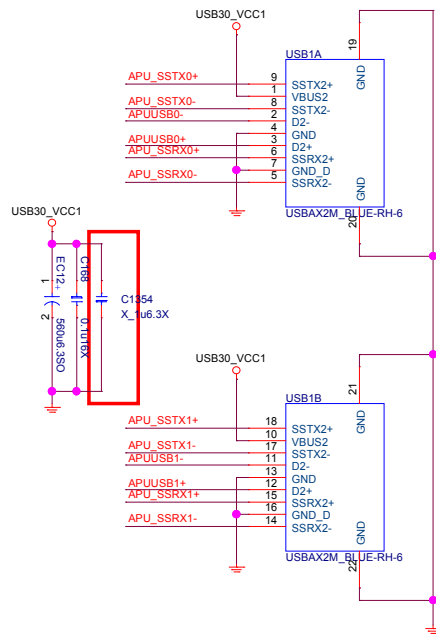 USB30_VCC1
USB1A
19
GND
APU_SSTX0+
9
SSTX2+
1
VBUS2
APU_SSTX0-
8
SSTX2-
APUUSB0-
2
D2-
4
GND
APUUSB0+
3
D2+
APU_SSRX0+
6
SSRX2+
7
GND_D
APU_SSRX0-
5
SSRX2-
GND
20
USBAX2M_BLUE-RH-6
USB30_VCC1
EC12
+
1
2
560u6.3SO
C168
0.1u16X
C1354
X_1u6.3X
USB30_VCC1
USB1B
21
GND
APU_SSTX1+
18
SSTX2+
10
VBUS2
APU_SSTX1-
17
SSTX2-
APUUSB1-
11
D2-
13
GND
APUUSB1+
12
D2+
APU_SSRX1+
15
SSRX2+
16
GND_D
APU_SSRX1-
14
SSRX2-
GND
22
USBAX2M_BLUE-RH-6